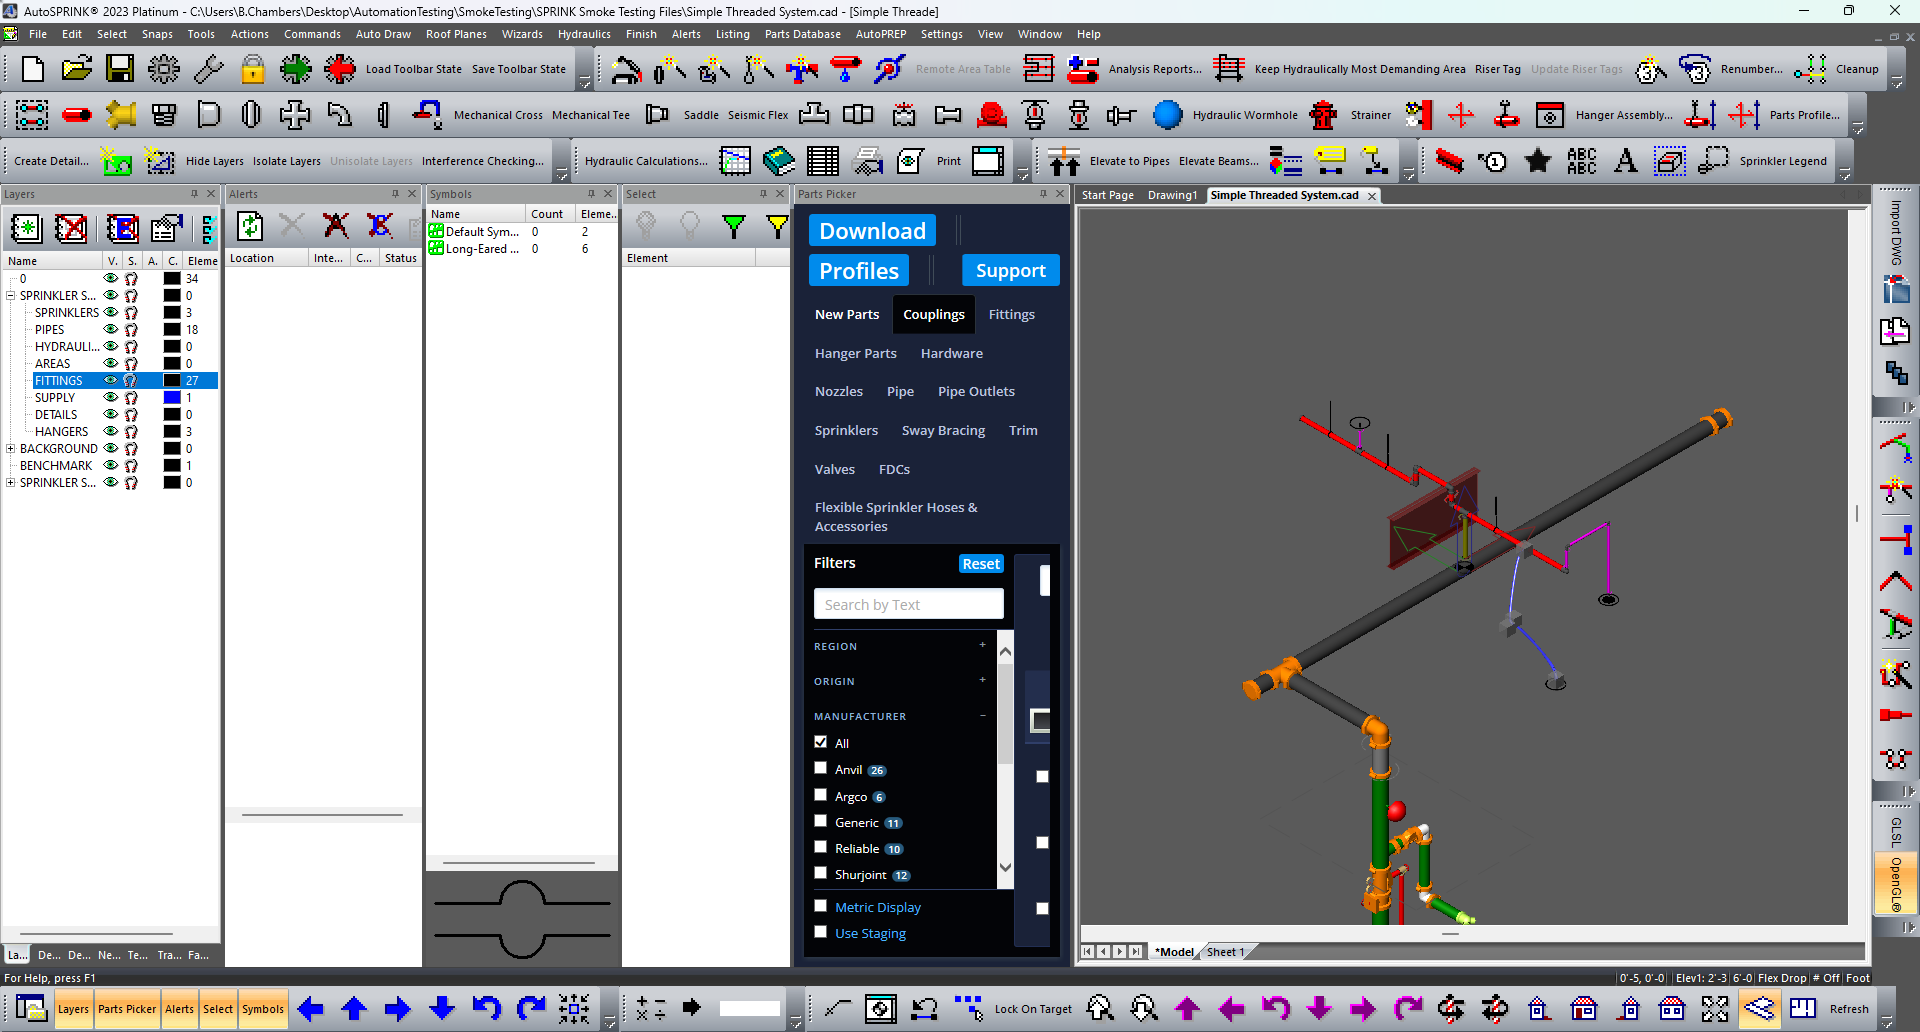 AutoSPRINK® 2023 Platinum - C:\Users\B.Chambers\Desktop\AutomationTesting\SmokeTesting\SPRINK Smoke Testing Files\Simple Threaded System.cad - [Simple Threade]
File Edit Select Snaps Tools Actions Commands Auto Draw Roof Planes Wizards Hydraulics Finish Alerts Listing Parts Database AutoPREP Settings View Window Help
Load Toolbar State Save Toolbar State Remote Area Table Analysis Reports... Keep Hydraulically Most Demanding Area Riser Tag Update Riser Tags Renumber... Cleanup
Mechanical Cross Mechanical Tee Saddle Seismic Flex Hydraulic Wormhole Strainer Hanger Assembly... Parts Profile...
Create Detail... Hide Layers Isolate Layers Unisolate Layers Interference Checking... Hydraulic Calculations... Print Elevate to Pipes Elevate Beams... ABC ABC A Sprinkler Legend
Layers
Name V. S. A. C. Eleme
0 34
SPRINKLER S... 0
SPRINKLERS 3
PIPES 18
HYDRAULI... 0
AREAS 0
FITTINGS 27
SUPPLY 1
DETAILS 0
HANGERS 3
BACKGROUND 0
BENCHMARK 1
SPRINKLER S... 0
La... De... De... Ne... Te... Tra... Fa...
Alerts
Location Inte... C... Status
Symbols
Name Count Eleme...
Default Sym... 0 2
Long-Eared ... 0 6
Select
Element
Parts Picker
Download
Profiles Support
New Parts Couplings Fittings
Hanger Parts Hardware
Nozzles Pipe Pipe Outlets
Sprinklers Sway Bracing Trim
Valves FDCs
Flexible Sprinkler Hoses &
Accessories
Filters Reset
Search by Text
REGION +
ORIGIN +
MANUFACTURER −
All
Anvil 26
Argco 6
Generic 11
Reliable 10
Shurjoint 12
Metric Display
Use Staging
Start Page Drawing1 Simple Threaded System.cad
*Model Sheet 1
Import DWG
GLSL
OpenGL®
For Help, press F1
0'-5, 0'-0 Elev1: 2'-3 6'-0 Flex Drop # Off Foot
Layers Parts Picker Alerts Select Symbols Lock On Target Refresh